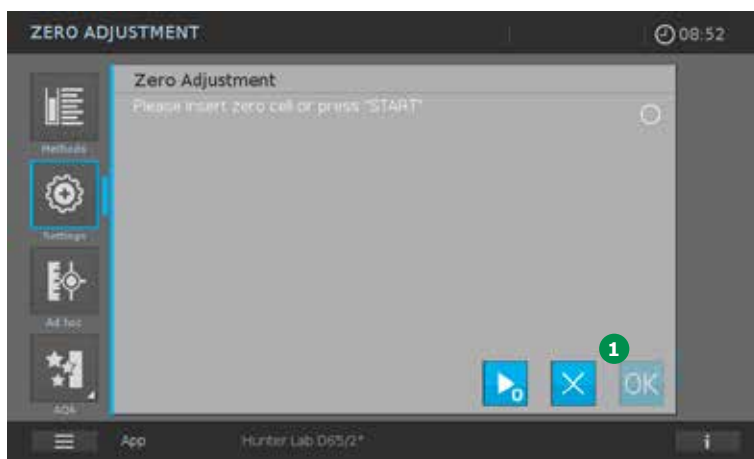 ZERO ADJUSTMENT
08:52
Zero Adjustment
Please insert zero cell or press "START"
Methods
Settings
Ad hoc
AQA
0
1
OK
App
Hunter Lab D65/2°
i